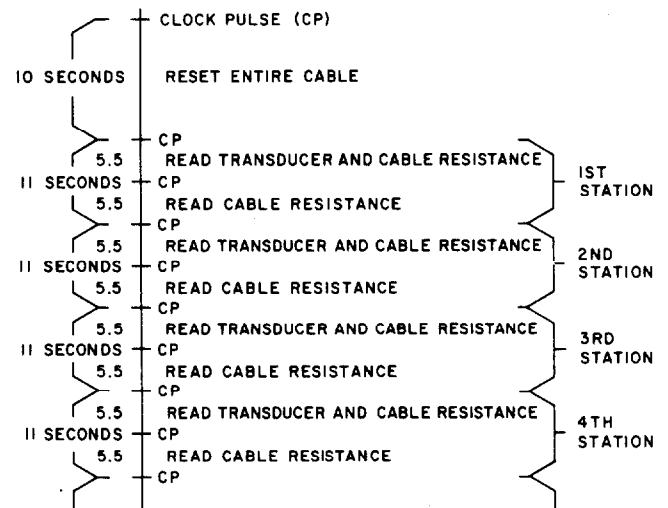 CLOCK PULSE (CP)
10 SECONDS RESET ENTIRE CABLE
CP
5.5 READ TRANSDUCER AND CABLE RESISTANCE
11 SECONDS CP
1ST STATION
5.5 READ CABLE RESISTANCE
CP
5.5 READ TRANSDUCER AND CABLE RESISTANCE
11 SECONDS CP
2ND STATION
5.5 READ CABLE RESISTANCE
CP
5.5 READ TRANSDUCER AND CABLE RESISTANCE
11 SECONDS CP
3RD STATION
5.5 READ CABLE RESISTANCE
CP
5.5 READ TRANSDUCER AND CABLE RESISTANCE
11 SECONDS CP
4TH STATION
5.5 READ CABLE RESISTANCE
CP